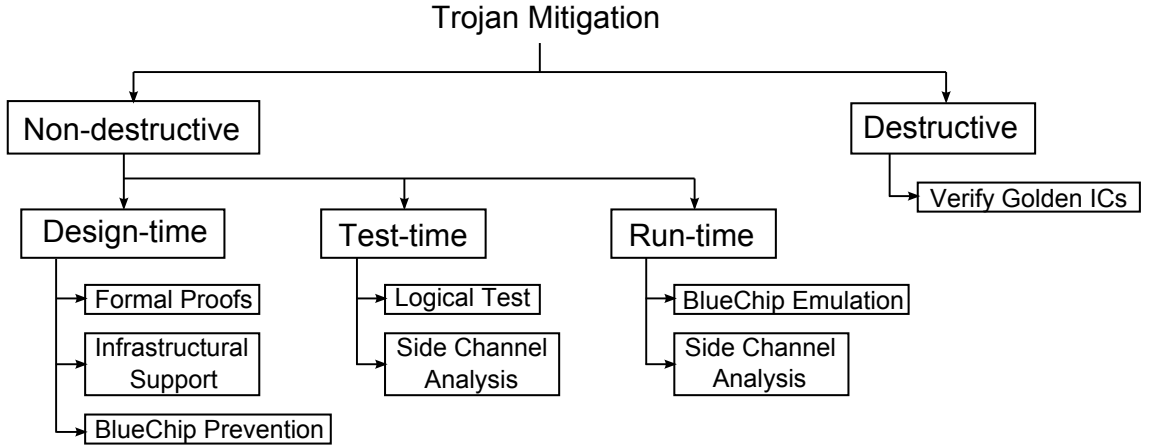 Trojan Mitigation
Non-destructive
Destructive
Verify Golden ICs
Design-time
Test-time
Run-time
Formal Proofs
Infrastructural
Support
BlueChip Prevention
Logical Test
Side Channel
Analysis
BlueChip Emulation
Side Channel
Analysis